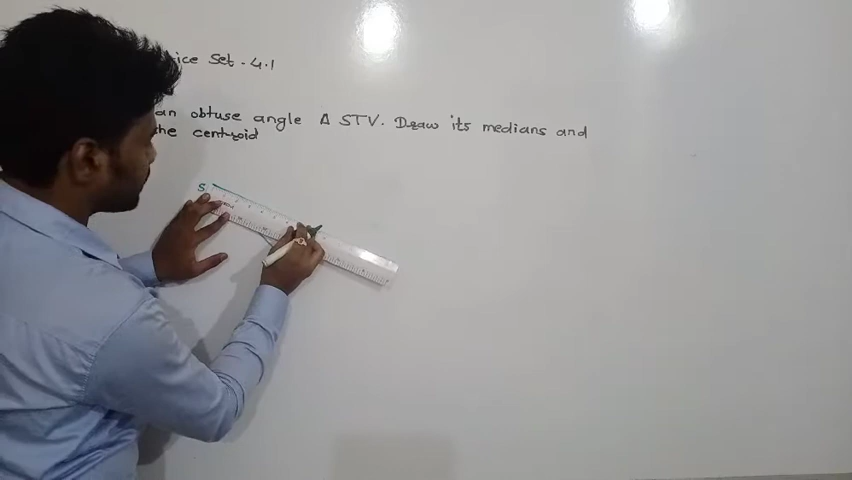 ice Set - 4.1
an obtuse angle Δ STV. Draw its medians and
the centroid
S